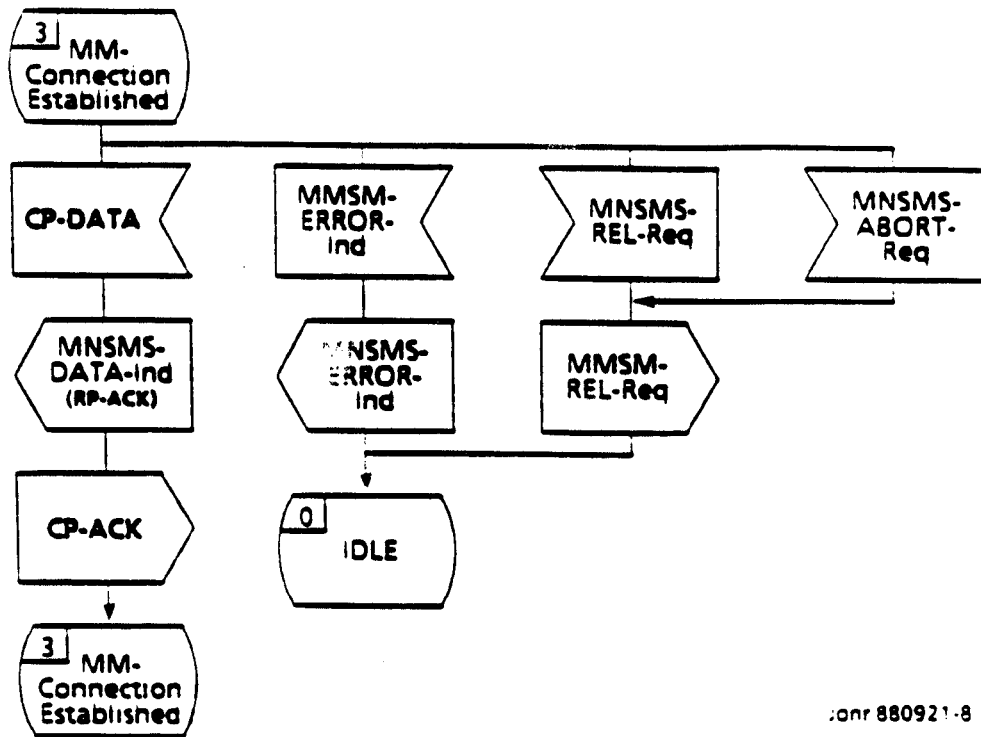 3
MM-
Connection
Established
CP-DATA
MMSM-
ERROR-
Ind
MNSMS-
REL-Req
MNSMS-
ABORT-
Req
MNSMS-
DATA-Ind
(RP-ACK)
MNSMS-
ERROR-
Ind
MMSM-
REL-Req
CP-ACK
0
IDLE
3
MM-
Connection
Established
880921-8